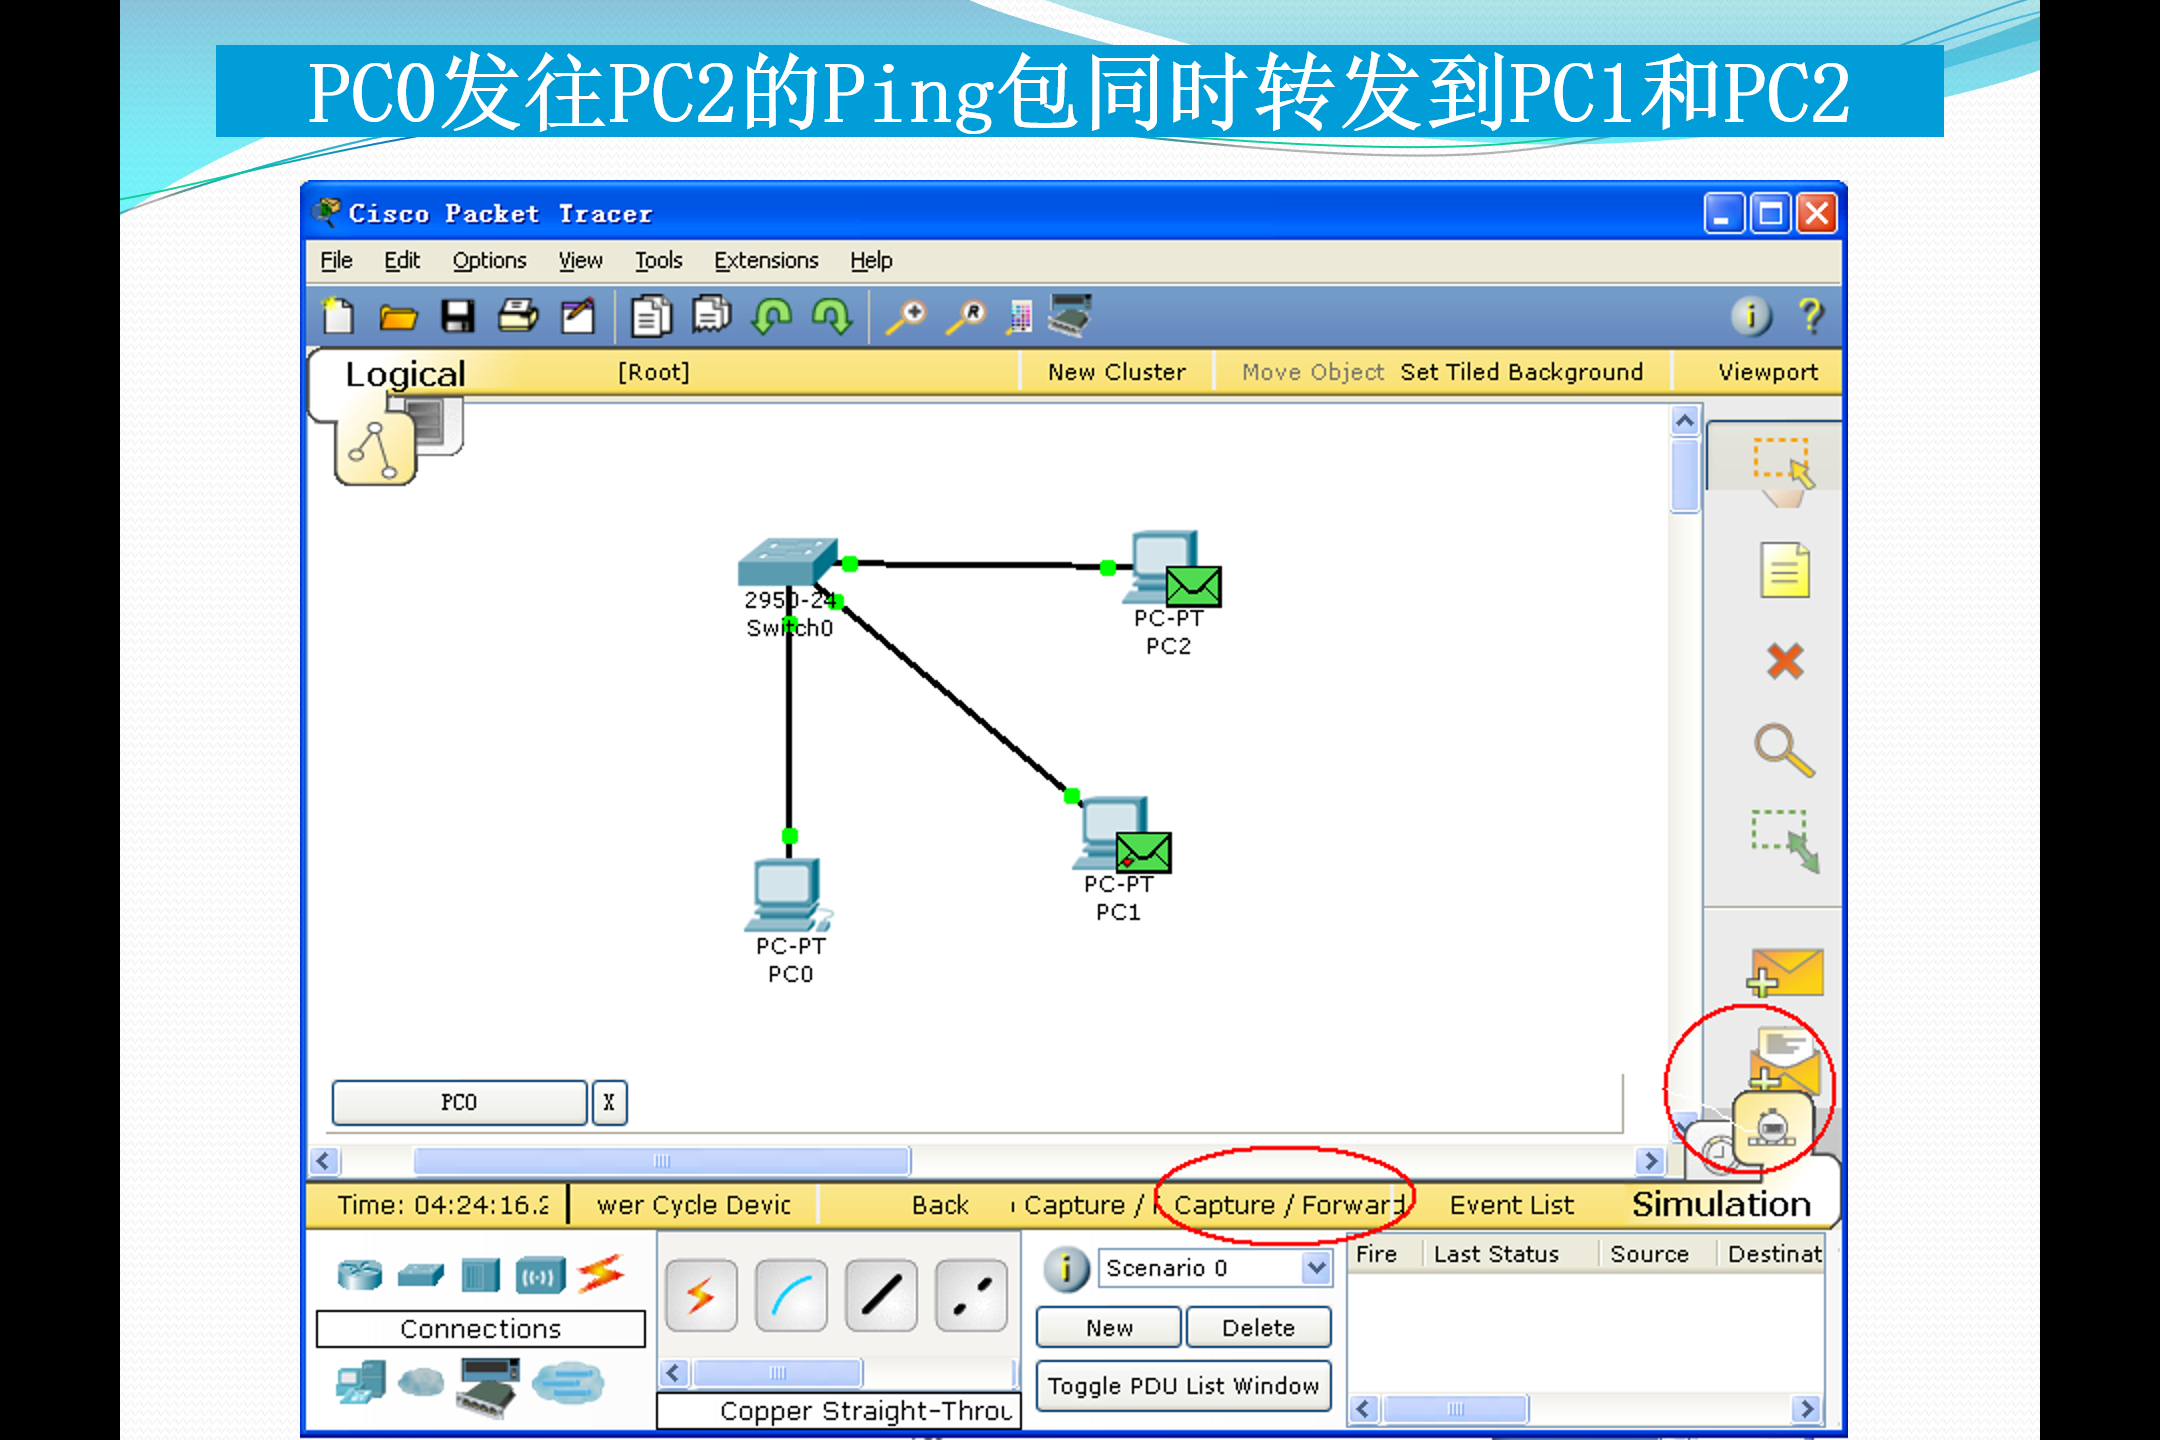 PC0发往PC2的Ping包同时转发到PC1和PC2
Cisco Packet Tracer
File Edit Options View Tools Extensions Help
Logical [Root] New Cluster Move Object Set Tiled Background Viewport
2950-24
Switch0
PC-PT
PC2
PC-PT
PC1
PC-PT
PC0
PC0 X
Time: 04:24:16.2 wer Cycle Devic Back Capture / Capture / Forward Event List Simulation
Scenario 0
Fire Last Status Source Destinat
Connections
New Delete
Toggle PDU List Window
Copper Straight-Throu